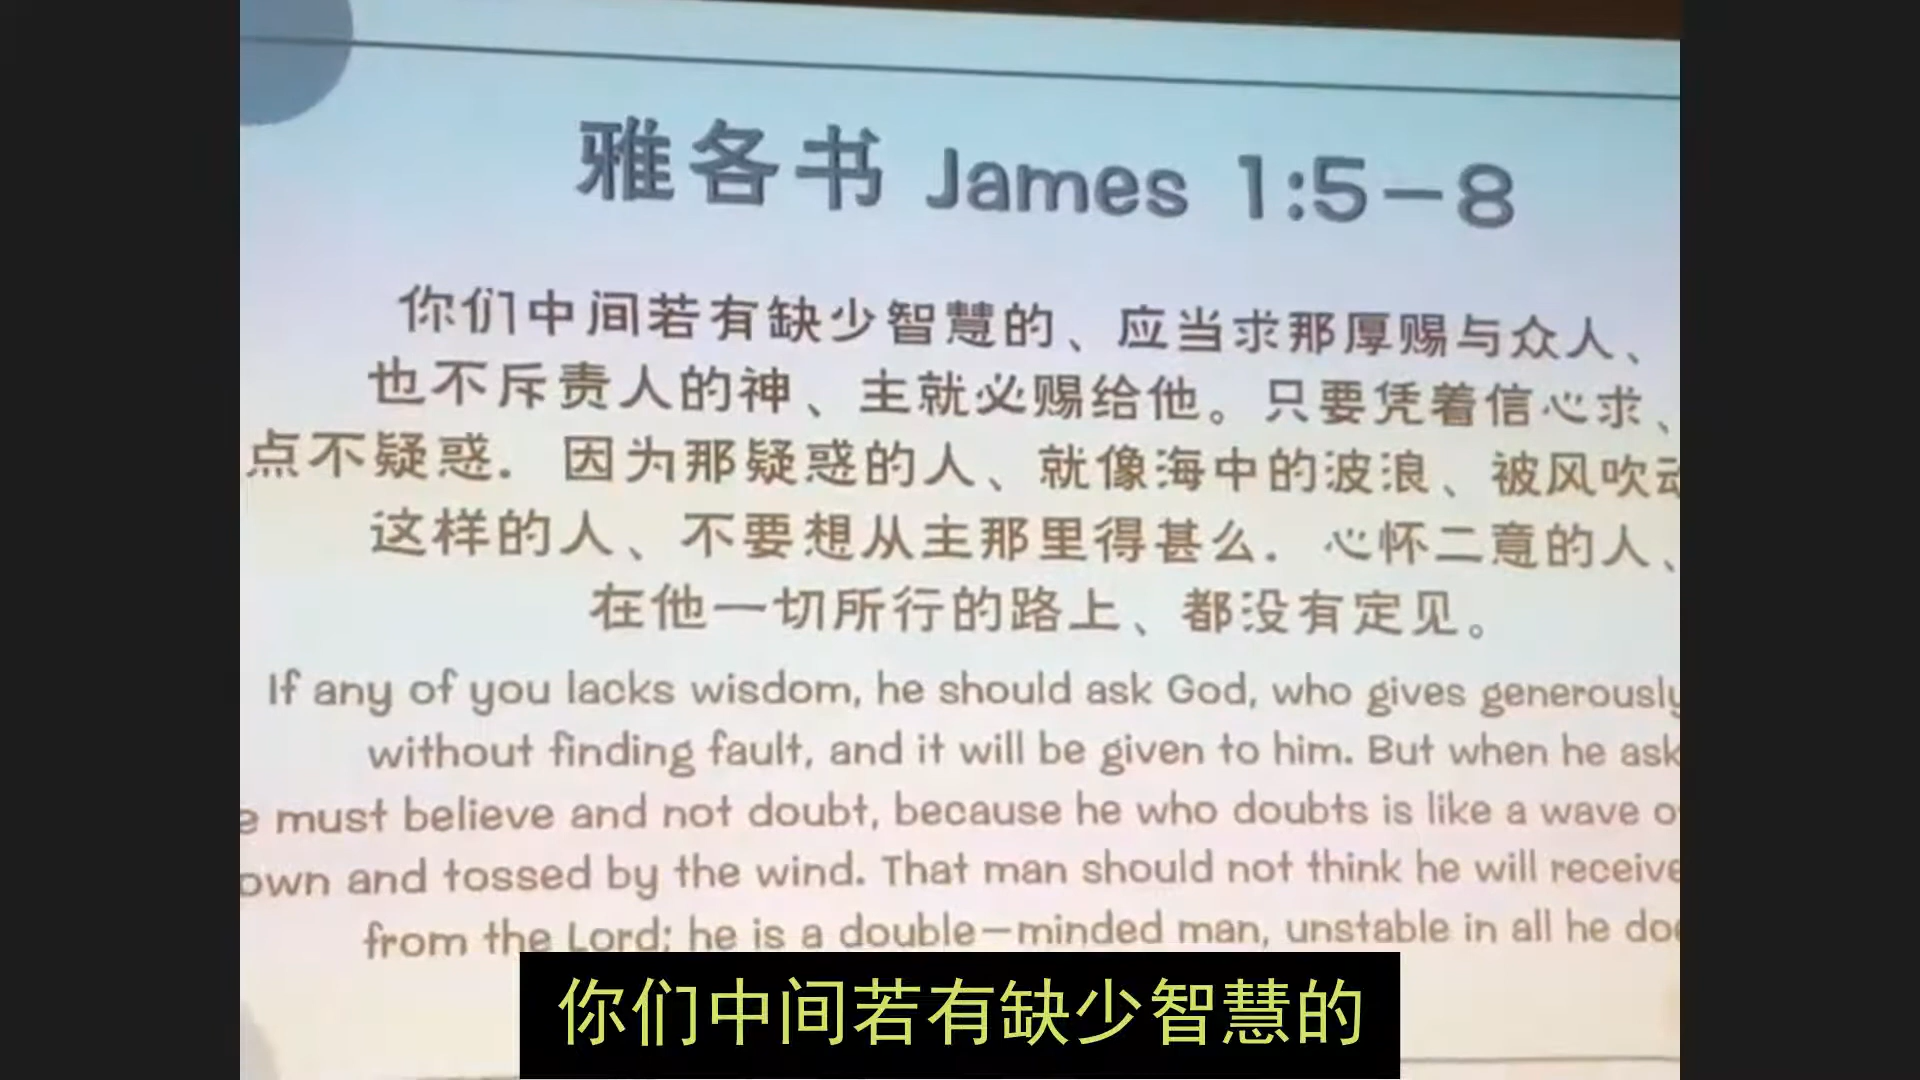 雅各书 James 1:5-8
你们中间若有缺少智慧的、应当求那厚赐与众人、
也不斥责人的神、主就必赐给他。只要凭着信心求、
点不疑惑. 因为那疑惑的人、就像海中的波浪、被风吹动
这样的人、不要想从主那里得甚么. 心怀二意的人、
在他一切所行的路上、都没有定见。
If any of you lacks wisdom, he should ask God, who gives generously
without finding fault, and it will be given to him. But when he ask
e must believe and not doubt, because he who doubts is like a wave o
own and tossed by the wind. That man should not think he will receive
from the Lord; he is a double-minded man, unstable in all he doe
你们中间若有缺少智慧的